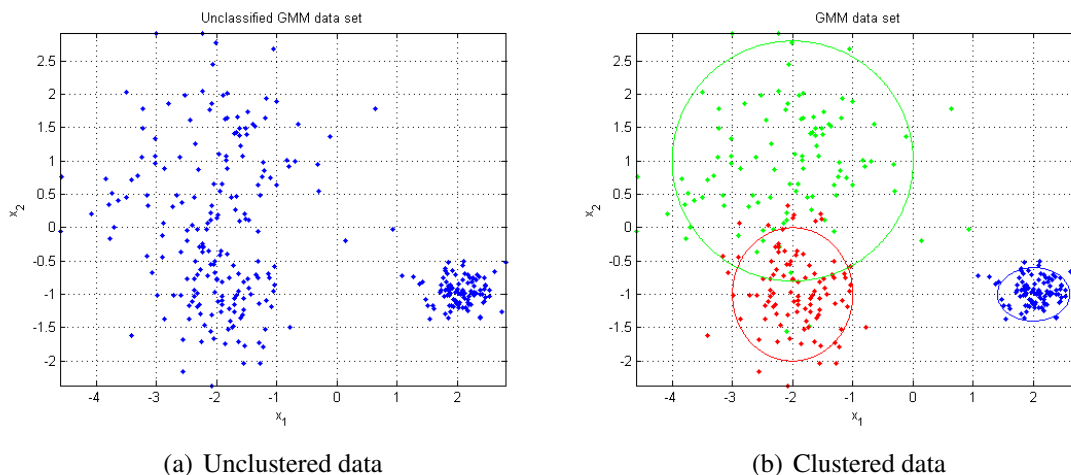 Unclassified GMM data set
2.5
2
1.5
1
0.5
0
-0.5
-1
-1.5
-2
x2
-4 -3 -2 -1 0 1 2
x1
(a) Unclustered data
GMM data set
2.5
2
1.5
1
0.5
0
-0.5
-1
-1.5
-2
x2
-4 -3 -2 -1 0 1 2
x1
(b) Clustered data